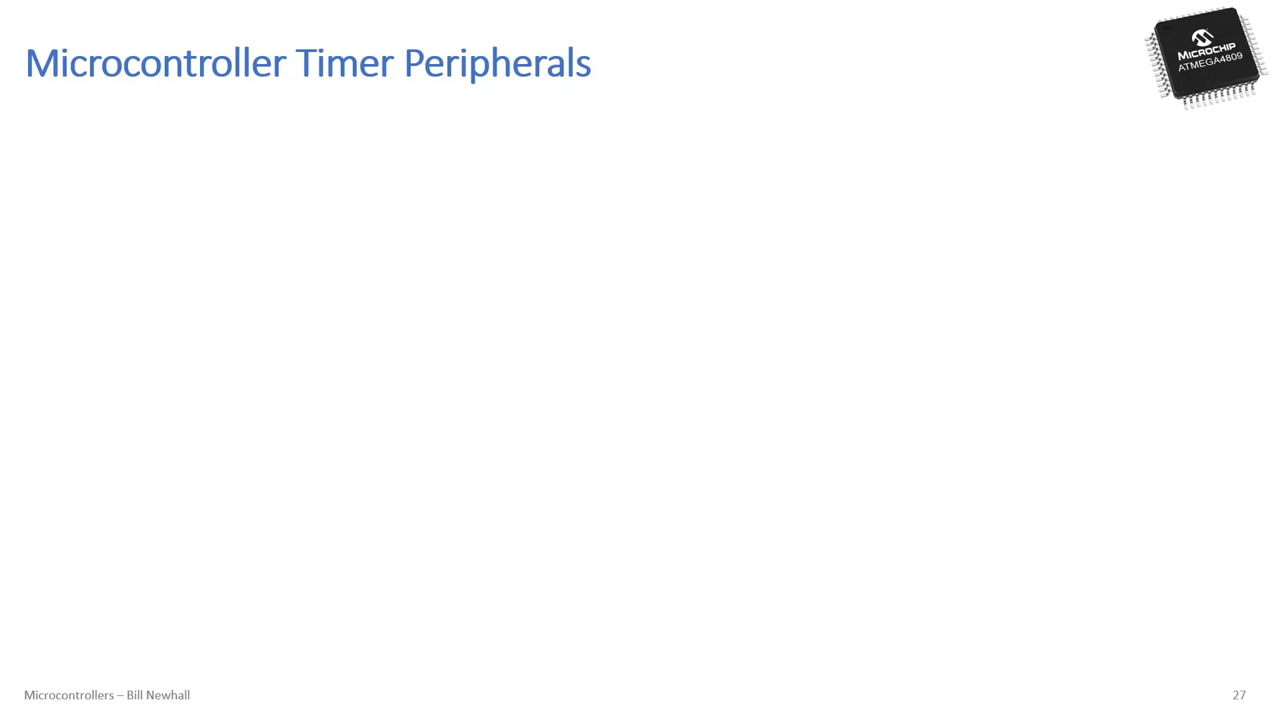 Microcontroller Timer Peripherals
MICROCHIP
ATMEGA4809
Microcontrollers – Bill Newhall
27